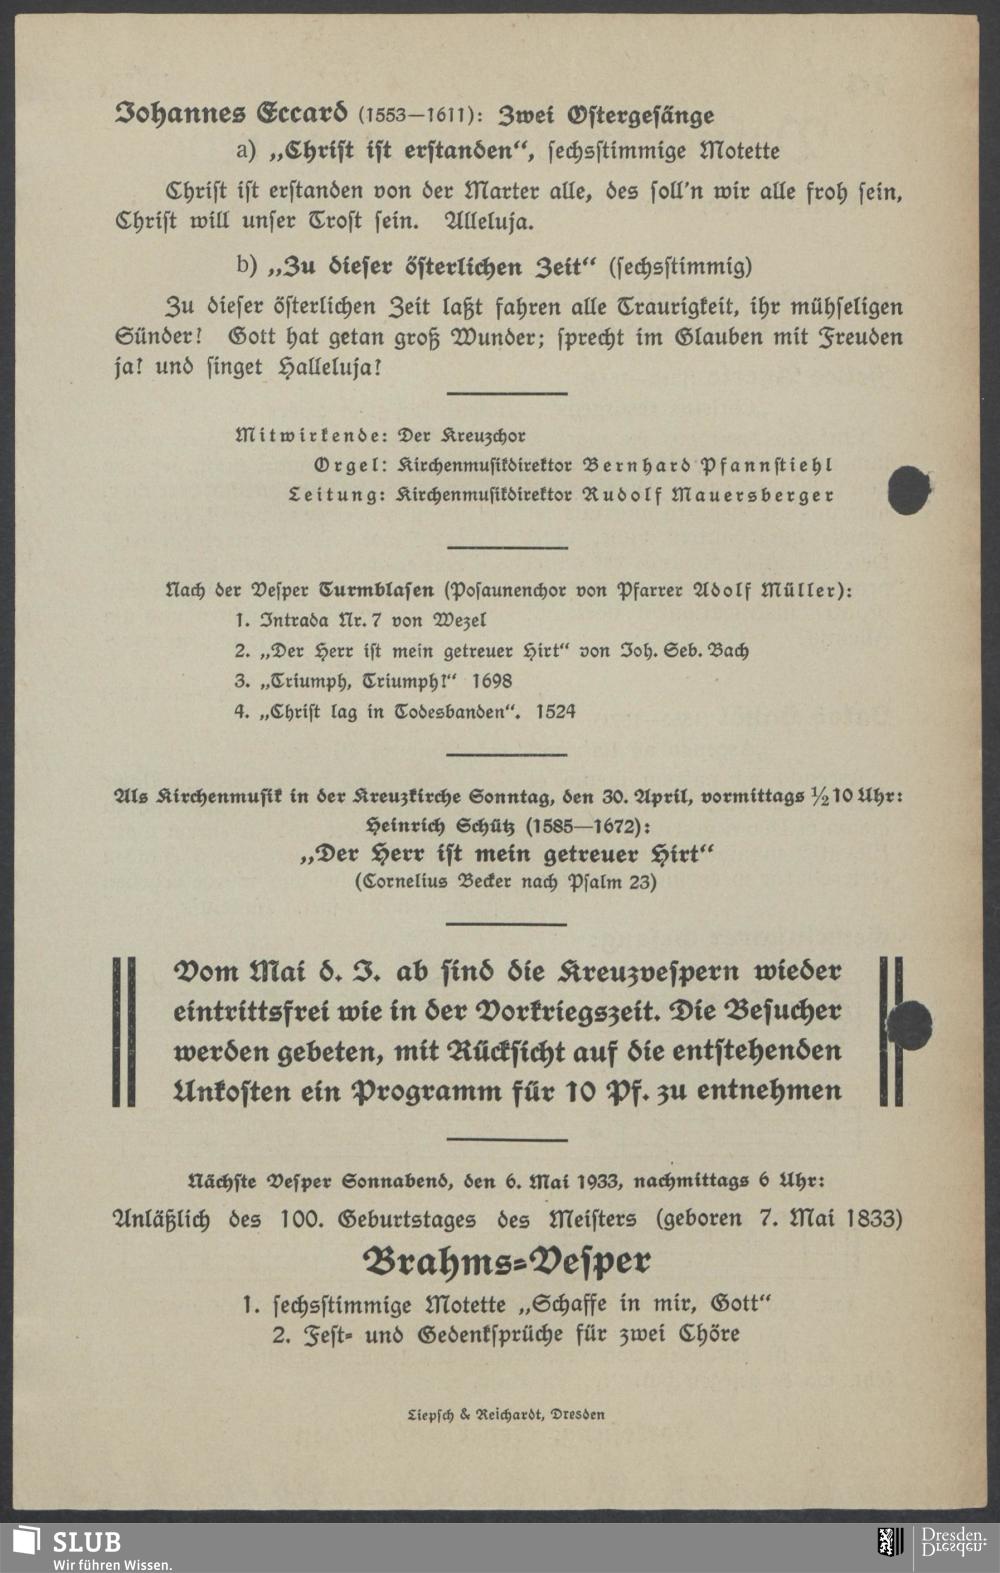 Johannes Eccard (1553—1611): Zwei Ostergesänge
a) „Christ ist erstanden“, sechsstimmige Motette
Christ ist erstanden von der Marter alle, des soll'n wir alle froh sein,
Christ will unser Trost sein. Alleluja.
b) „Zu dieser österlichen Zeit“ (sechsstimmig)
Zu dieser österlichen Zeit laßt fahren alle Traurigkeit, ihr mühseligen
Sünder! Gott hat getan groß Wunder; sprecht im Glauben mit Freuden
ja! und singet Halleluja!
Mitwirkende: Der Kreuzchor
Orgel: Kirchenmusikdirektor Bernhard Pfannstiehl
Leitung: Kirchenmusikdirektor Rudolf Mauersberger
Nach der Vesper Turmblasen (Posaunenchor von Pfarrer Adolf Müller):
1. Intrada Nr. 7 von Wezel
2. „Der Herr ist mein getreuer Hirt“ von Joh. Seb. Bach
3. „Triumph, Triumph!“ 1698
4. „Christ lag in Todesbanden“. 1524
Als Kirchenmusik in der Kreuzkirche Sonntag, den 30. April, vormittags ½10 Uhr:
Heinrich Schütz (1585—1672):
„Der Herr ist mein getreuer Hirt“
(Cornelius Becker nach Psalm 23)
Vom Mai d. J. ab sind die Kreuzvespern wieder
eintrittsfrei wie in der Vorkriegszeit. Die Besucher
werden gebeten, mit Rücksicht auf die entstehenden
Unkosten ein Programm für 10 Pf. zu entnehmen
Nächste Vesper Sonnabend, den 6. Mai 1933, nachmittags 6 Uhr:
Anläßlich des 100. Geburtstages des Meisters (geboren 7. Mai 1833)
Brahms=Vesper
1. sechsstimmige Motette „Schaffe in mir, Gott“
2. Fest= und Gedenksprüche für zwei Chöre
Liepsch & Reichardt, Dresden
SLUB
Wir führen Wissen.
Dresden.
Dresden.